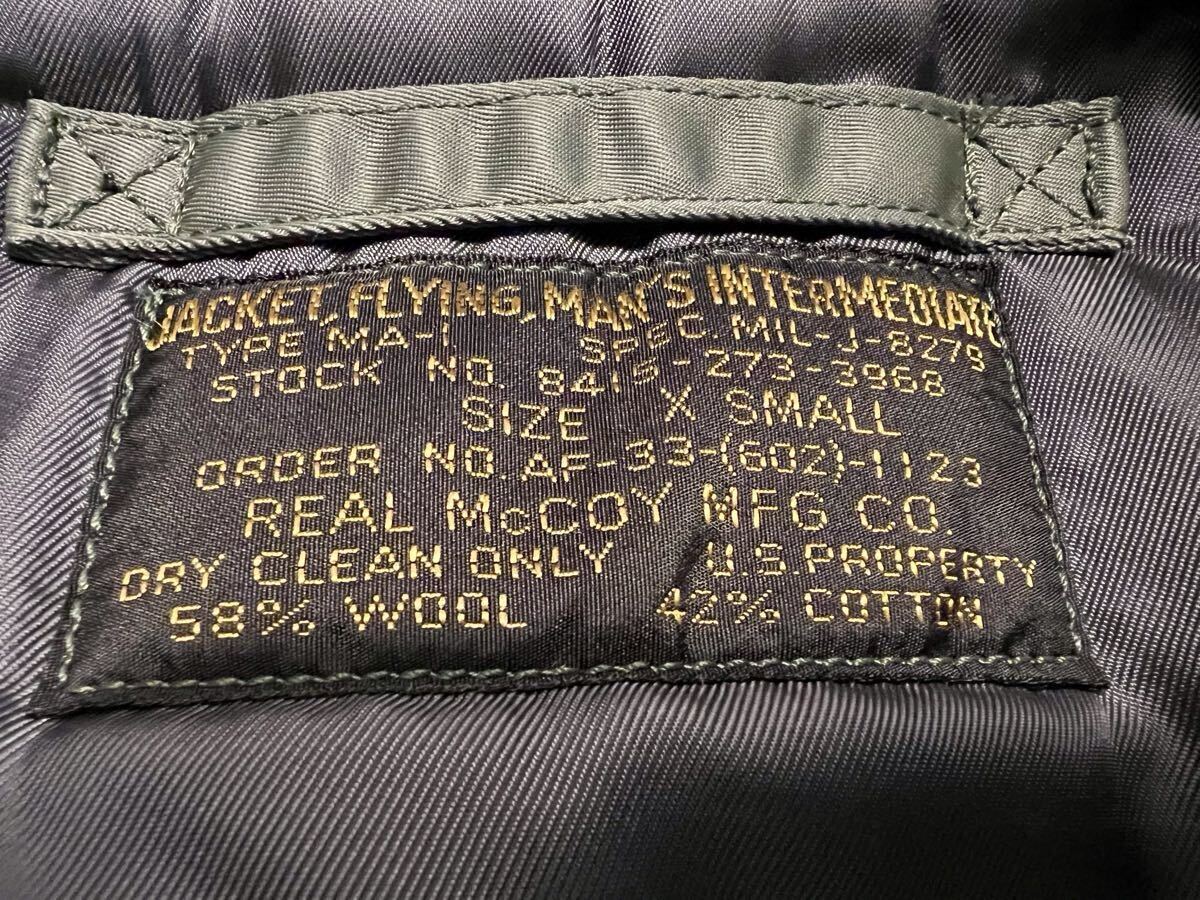 JACKET, FLYING, MAN'S INTERMEDIATE
TYPE MA-1 SPEC. MIL-J-8279
STOCK NO. 8415-273-3968
SIZE X SMALL
ORDER NO. AF-33-(602)-1123
REAL McCOY MFG CO.
DRY CLEAN ONLY U.S. PROPERTY
58% WOOL 42% COTTON